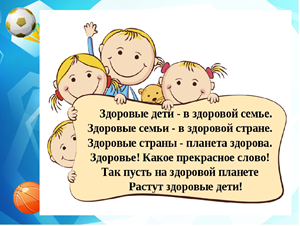 Здоровые дети - в здоровой семье.
Здоровые семьи - в здоровой стране.
Здоровые страны - планета здорова.
Здоровье! Какое прекрасное слово!
Так пусть на здоровой планете
Растут здоровые дети!